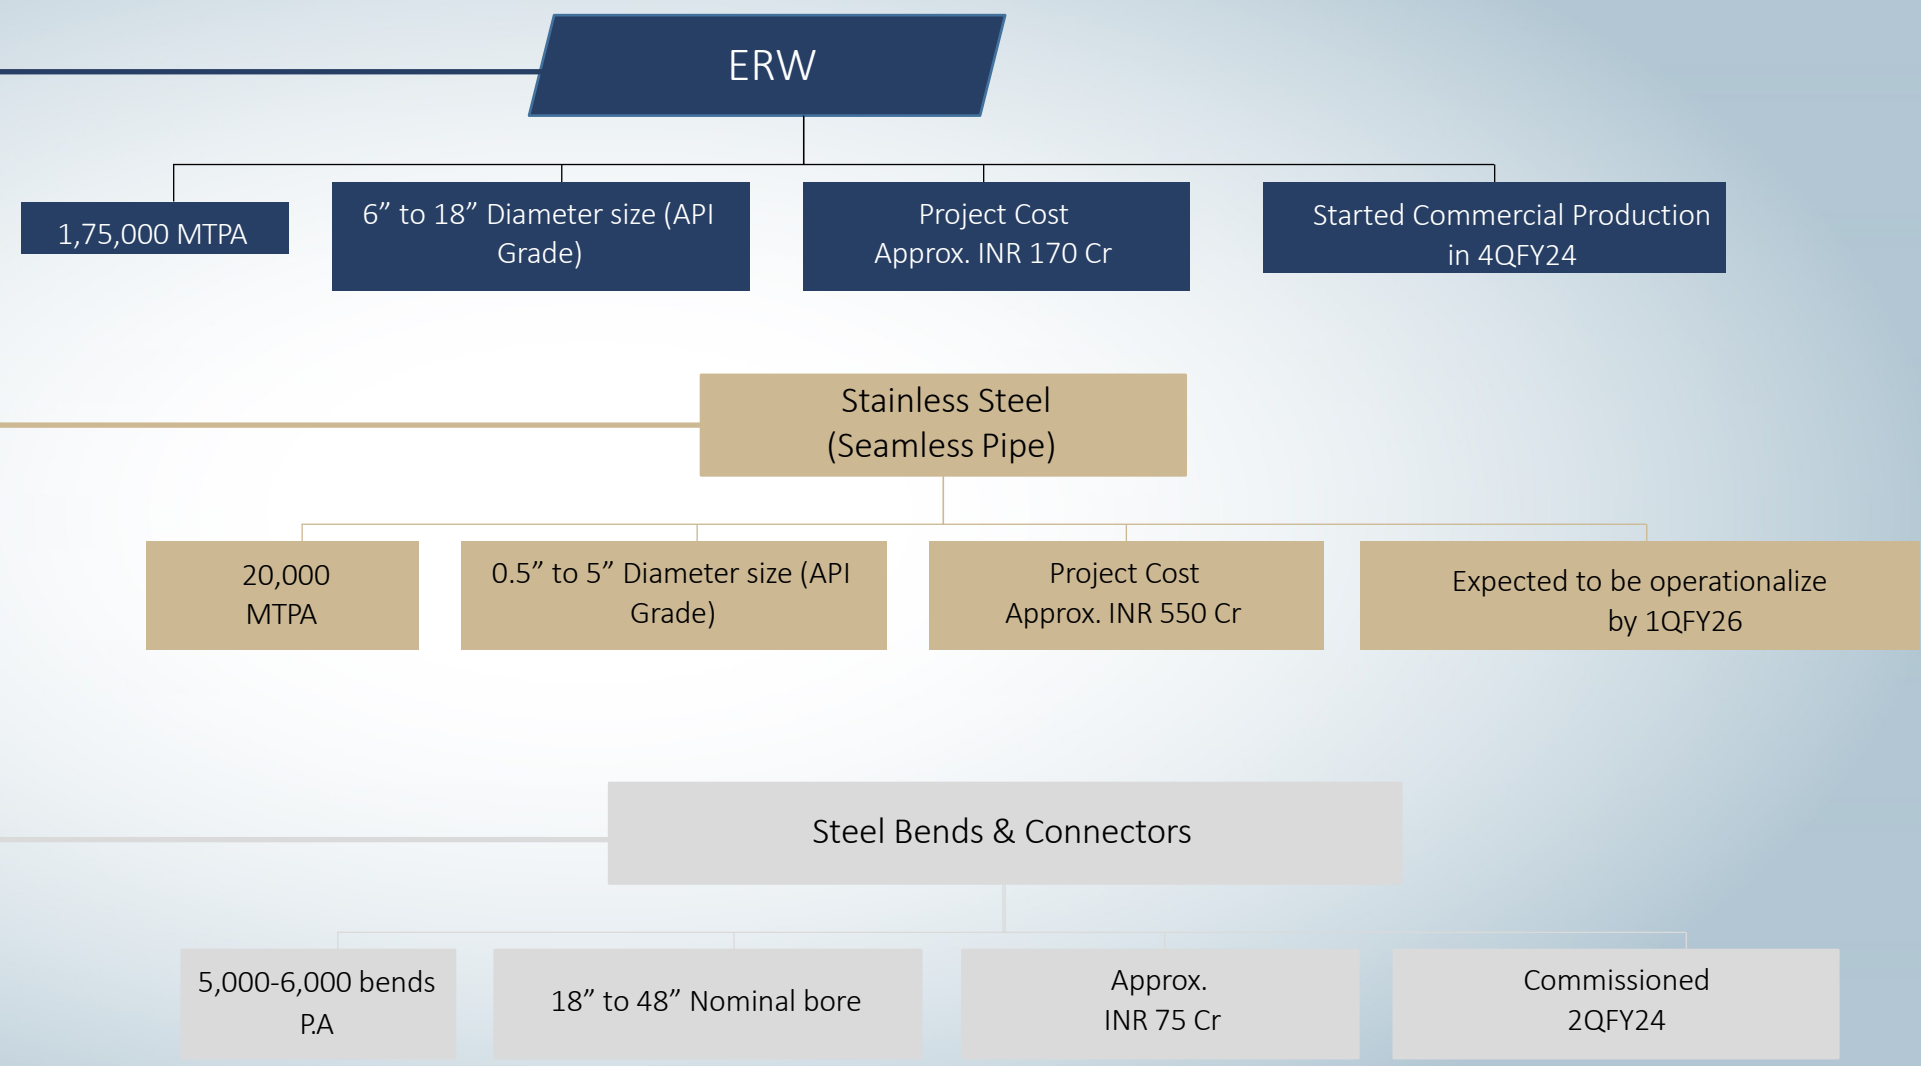 ERW
1,75,000 MTPA
6” to 18” Diameter size (API
Grade)
Project Cost
Approx. INR 170 Cr
Started Commercial Production
in 4QFY24
Stainless Steel
(Seamless Pipe)
20,000
MTPA
0.5” to 5” Diameter size (API
Grade)
Project Cost
Approx. INR 550 Cr
Expected to be operationalize
by 1QFY26
Steel Bends & Connectors
5,000-6,000 bends
P.A
18” to 48” Nominal bore
Approx.
INR 75 Cr
Commissioned
2QFY24